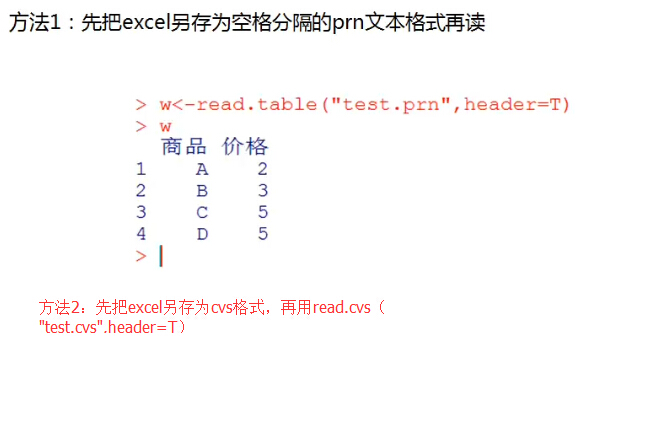 方法1：先把excel另存为空格分隔的prn文本格式再读
> w<-read.table("test.prn",header=T)
> w
商品 价格
1 A 2
2 B 3
3 C 5
4 D 5
>
方法2：先把excel另存为cvs格式，再用read.cvs（
"test.cvs".header=T）